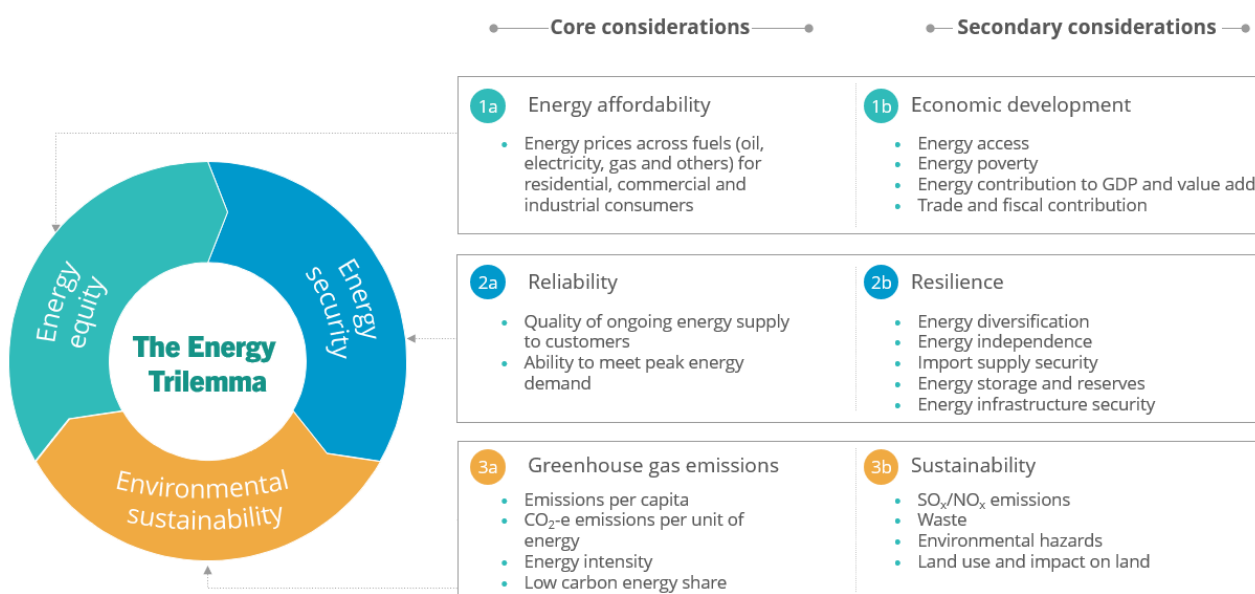 Core considerations
Secondary considerations
Energy
equity
Energy
security
Environmental
sustainability
The Energy
Trilemma
1a
Energy affordability
• Energy prices across fuels (oil,
electricity, gas and others) for
residential, commercial and
industrial consumers
1b
Economic development
• Energy access
• Energy poverty
• Energy contribution to GDP and value add
• Trade and fiscal contribution
2a
Reliability
• Quality of ongoing energy supply
to customers
• Ability to meet peak energy
demand
2b
Resilience
• Energy diversification
• Energy independence
• Import supply security
• Energy storage and reserves
• Energy infrastructure security
3a
Greenhouse gas emissions
• Emissions per capita
• CO₂-e emissions per unit of
energy
• Energy intensity
• Low carbon energy share
3b
Sustainability
• SOₓ/NOₓ emissions
• Waste
• Environmental hazards
• Land use and impact on land